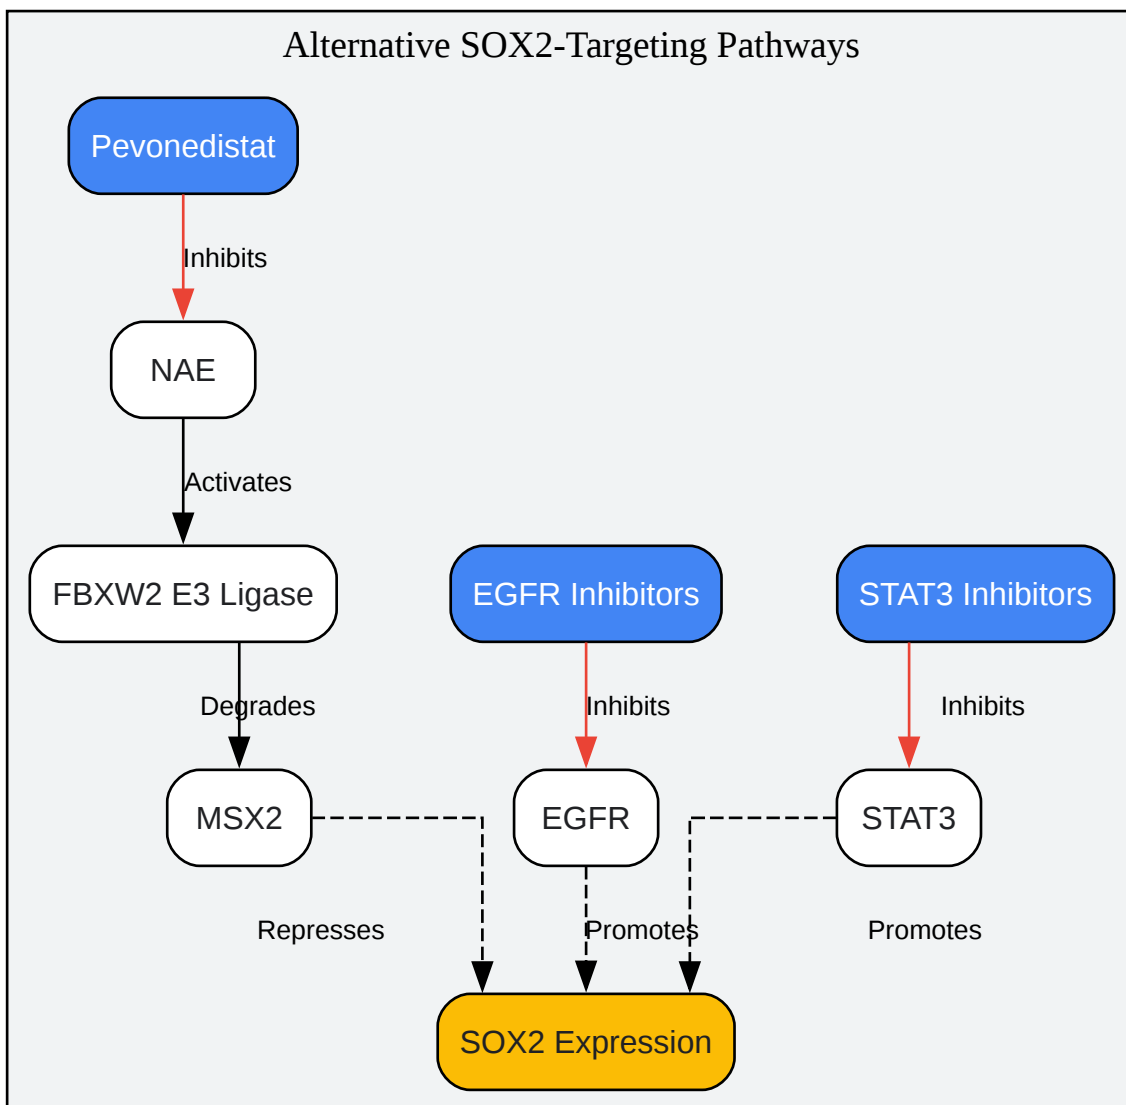 Alternative SOX2-Targeting Pathways
Pevonedistat
Inhibits
NAE
Activates
FBXW2 E3 Ligase
EGFR Inhibitors
STAT3 Inhibitors
Degrades
Inhibits
Inhibits
MSX2
EGFR
STAT3
Represses
Promotes
Promotes
SOX2 Expression